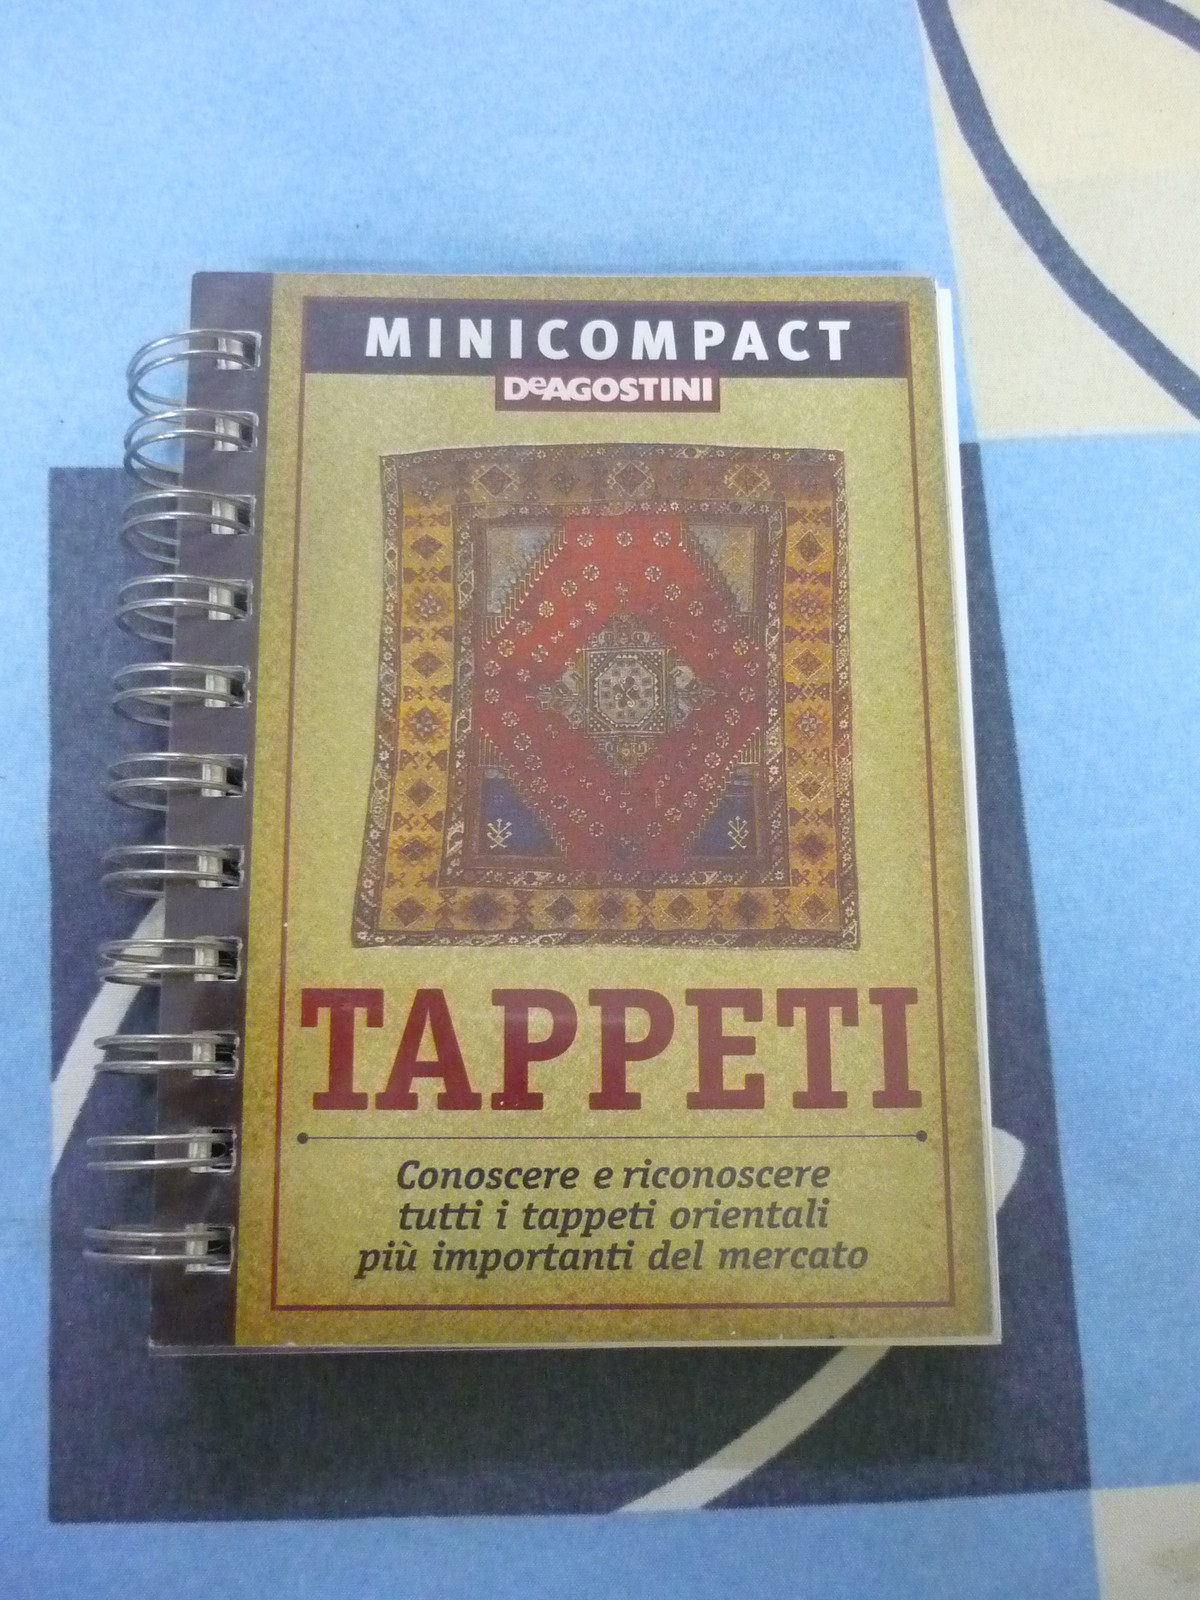 MINICOMPACT
DeAGOSTINI
TAPPETI
Conoscere e riconoscere
tutti i tappeti orientali
più importanti del mercato